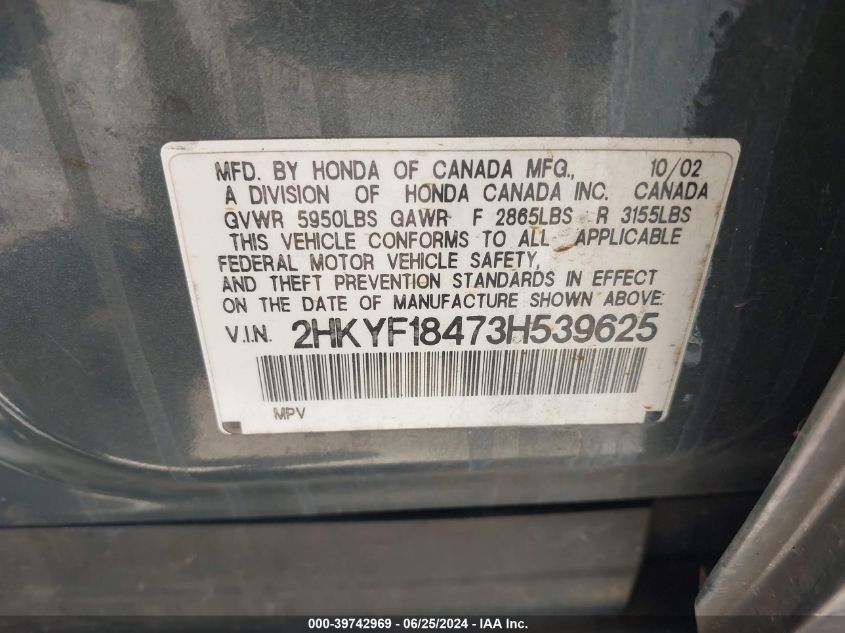 MFD. BY HONDA OF CANADA MFG., 10/02
A DIVISION OF HONDA CANADA INC. CANADA
GVWR 5950LBS GAWR F 2865LBS R 3155LBS
THIS VEHICLE CONFORMS TO ALL APPLICABLE
FEDERAL MOTOR VEHICLE SAFETY,
AND THEFT PREVENTION STANDARDS IN EFFECT
ON THE DATE OF MANUFACTURE SHOWN ABOVE:
V.I.N. 2HKYF18473H539625
MPV
000-39742969 - 06/25/2024 - IAA Inc.